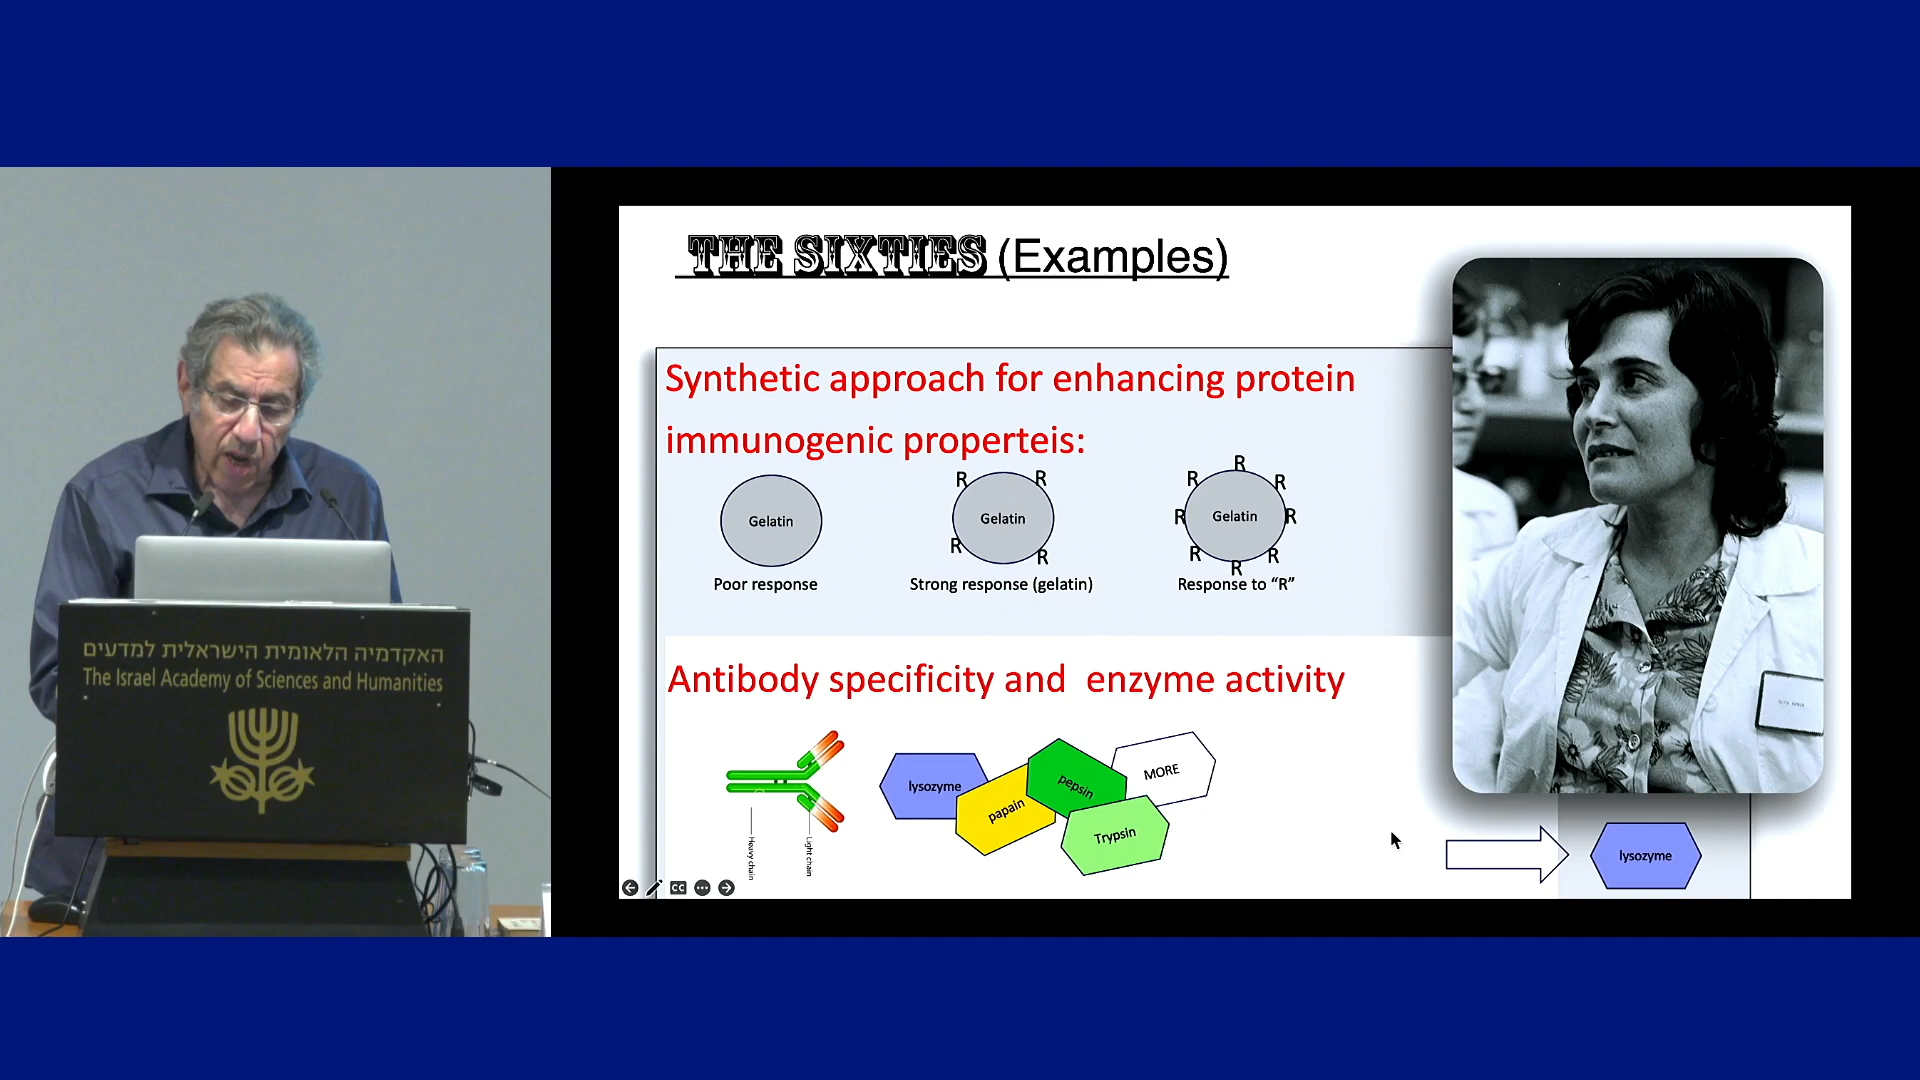 האקדמיה הלאומית הישראלית למדעים
The Israel Academy of Sciences and Humanities
THE SIXTIES (Examples)
Synthetic approach for enhancing protein
immunogenic properteis:
Gelatin
Poor response
R R
Gelatin
R R
Strong response (gelatin)
R
R R
R Gelatin R
R R
R
Response to “R”
Antibody specificity and enzyme activity
Heavy chain
Light chain
lysozyme
papain
pepsin
MORE
Trypsin
lysozyme
CC